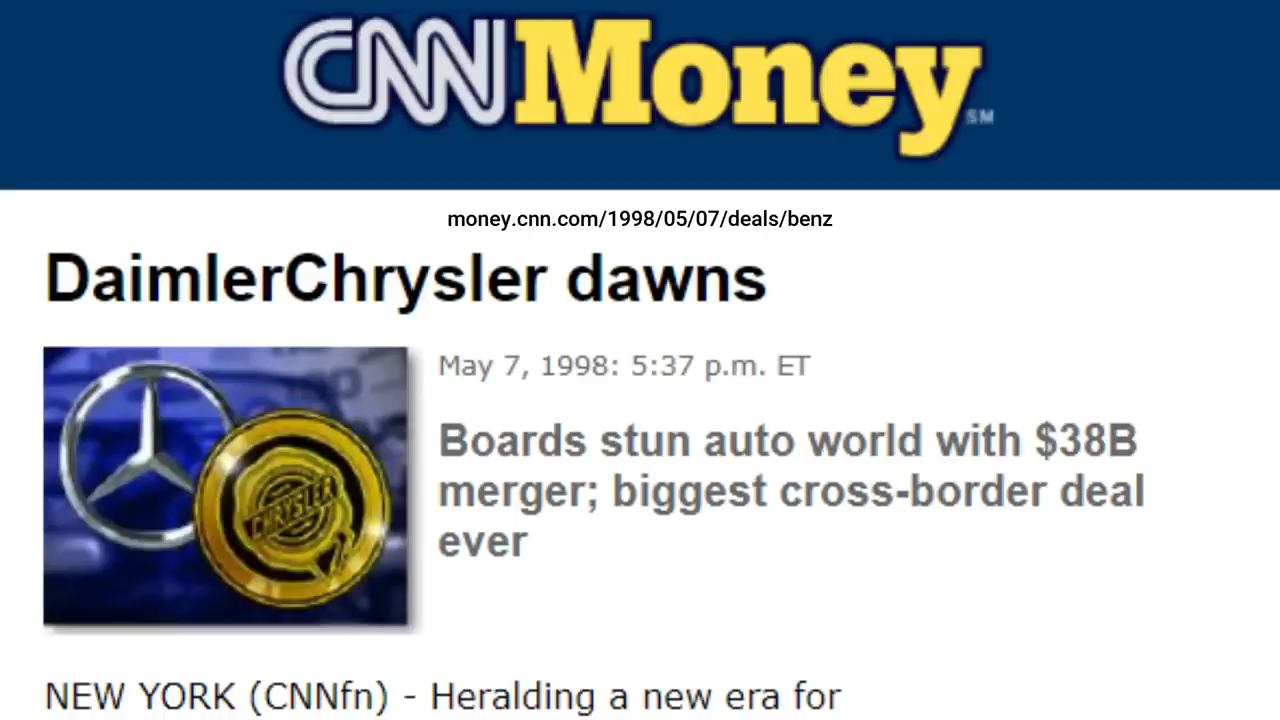 CNNMoney SM
money.cnn.com/1998/05/07/deals/benz
DaimlerChrysler dawns
CHRYSLER
May 7, 1998: 5:37 p.m. ET
Boards stun auto world with $38B
merger; biggest cross-border deal
ever
NEW YORK (CNNfn) - Heralding a new era for